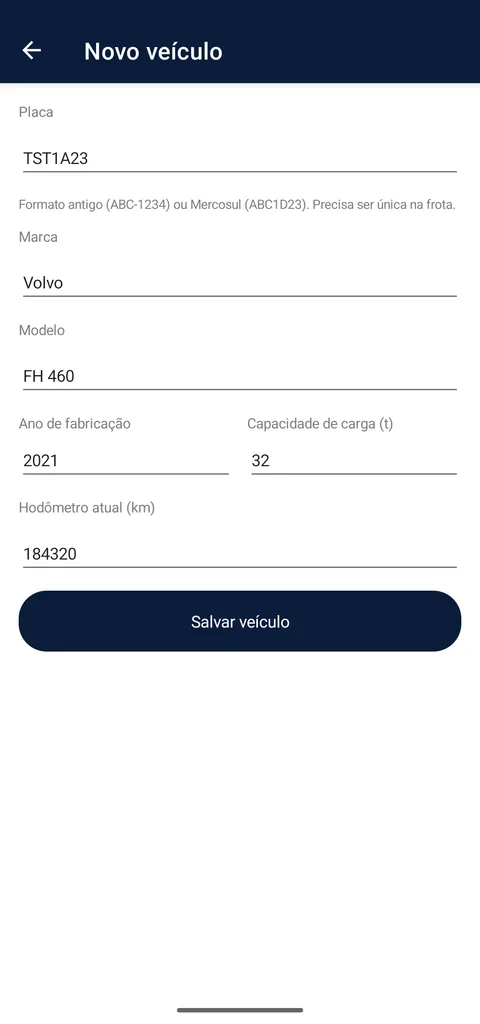 Novo veículo
Placa
TST1A23
Formato antigo (ABC-1234) ou Mercosul (ABC1D23). Precisa ser única na frota.
Marca
Volvo
Modelo
FH 460
Ano de fabricação
Capacidade de carga (t)
2021
32
Hodômetro atual (km)
184320
Salvar veículo